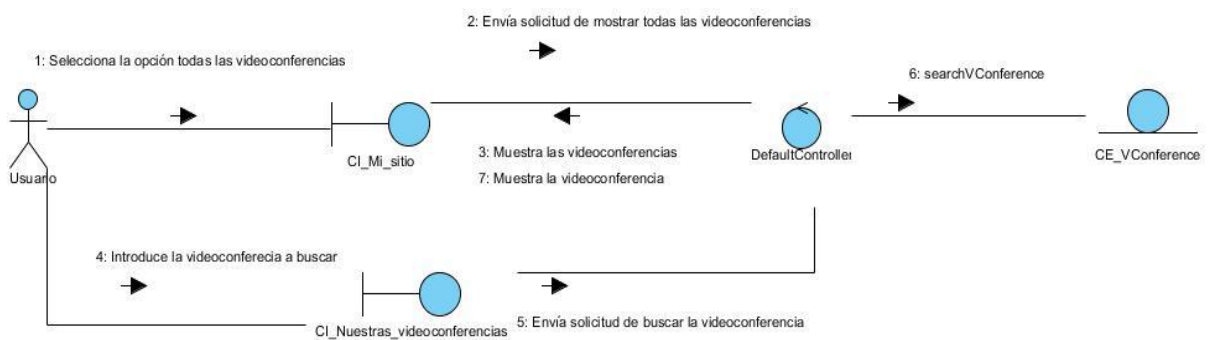 2: Envía solicitud de mostrar todas las videoconferencias
1: Selecciona la opción todas las videoconferencias
6: searchVConference
CI_Mi_sitio
3: Muestra las videoconferencias
DefaultController
CE_VConference
7: Muestra la videoconferencia
Usuario
4: Introduce la videoconferecia a buscar
CI_Nuestras_videoconferencias
5: Envía solicitud de buscar la videoconferencia